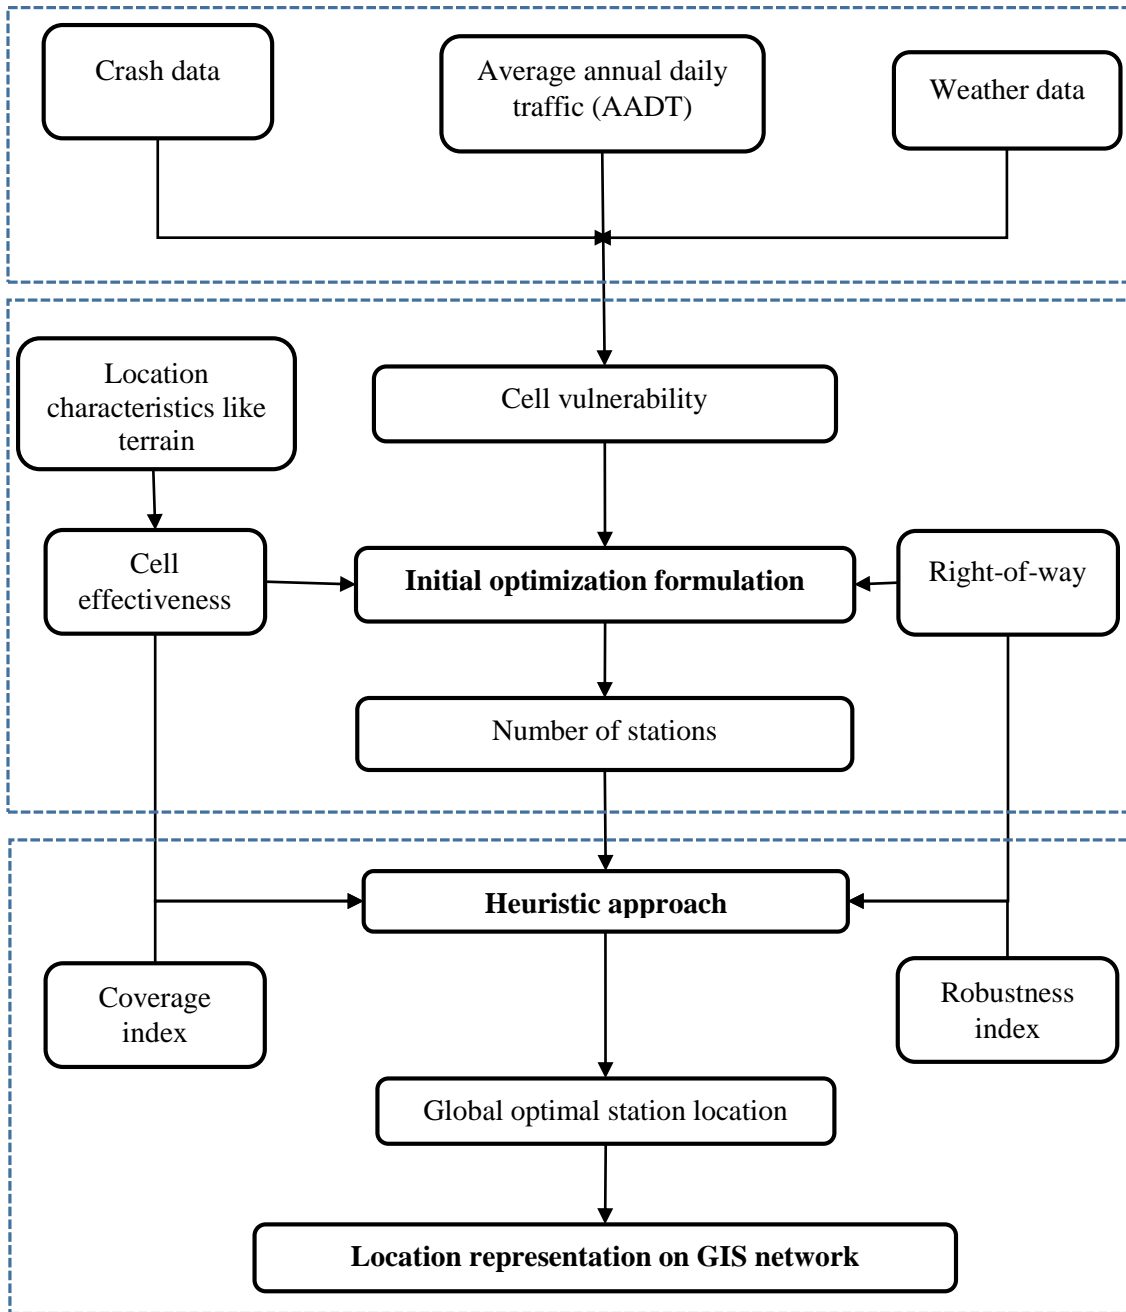 Crash data
Average annual daily
traffic (AADT)
Weather data
Location
characteristics like
terrain
Cell vulnerability
Cell
effectiveness
Initial optimization formulation
Right-of-way
Number of stations
Heuristic approach
Coverage
index
Robustness
index
Global optimal station location
Location representation on GIS network